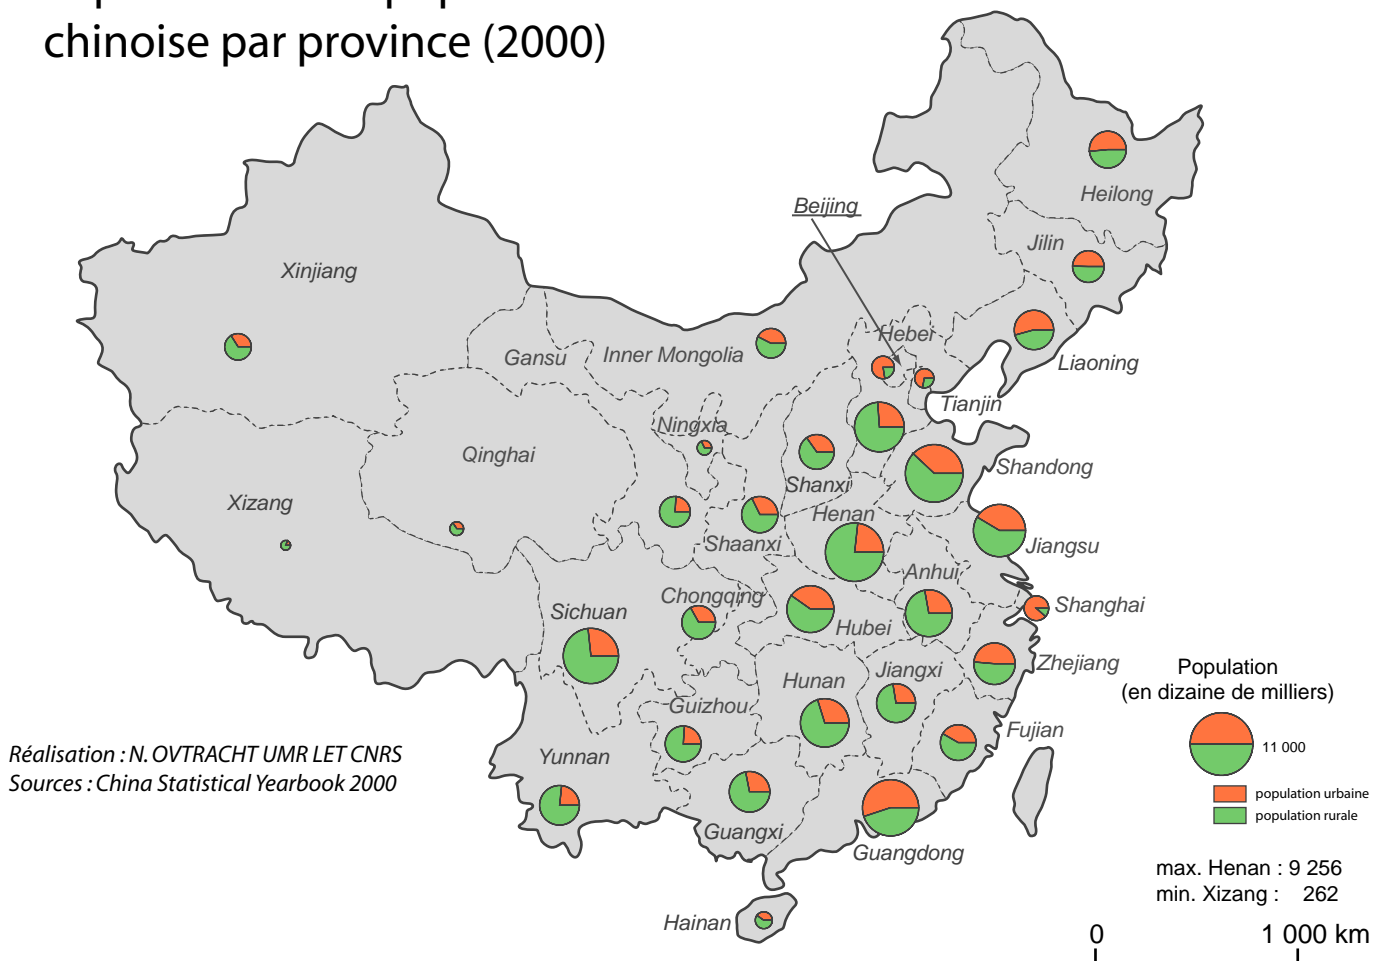 chinoise par province (2000)
Heilong
Beijing
Jilin
Xinjiang
Hebei
Gansu
Inner Mongolia
Liaoning
Tianjin
Ningxia
Qinghai
Shandong
Shanxi
Xizang
Henan
Shaanxi
Jiangsu
Anhui
Chongqing
Sichuan
Shanghai
Hubei
Zhejiang
Jiangxi
Hunan
Guizhou
Fujian
Yunnan
Guangxi
Guangdong
Hainan
Population
(en dizaine de milliers)
11 000
population urbaine
population rurale
Réalisation : N. OVTRACHT UMR LET CNRS
Sources : China Statistical Yearbook 2000
max. Henan : 9 256
min. Xizang : 262
0 1 000 km